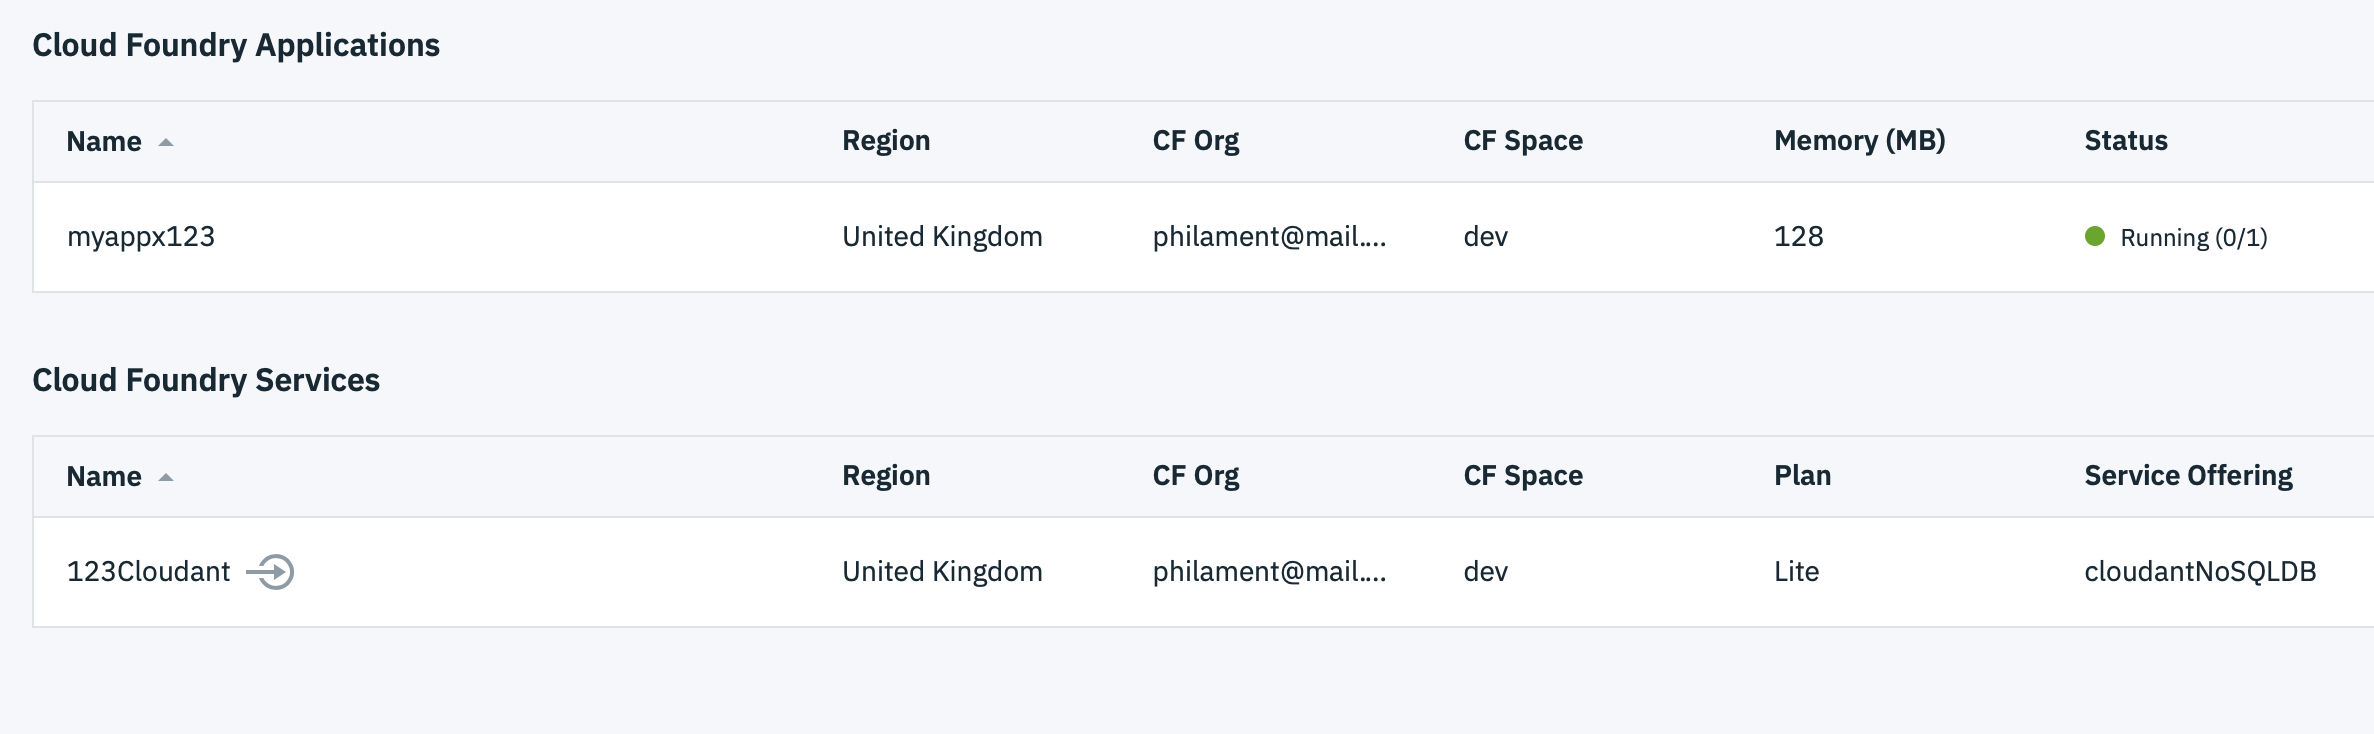 Cloud Foundry Applications
Name Region CF Org CF Space Memory (MB) Status
myappx123 United Kingdom philament@mail.... dev 128 Running (0/1)
Cloud Foundry Services
Name Region CF Org CF Space Plan Service Offering
123Cloudant United Kingdom philament@mail.... dev Lite cloudantNoSQLDB